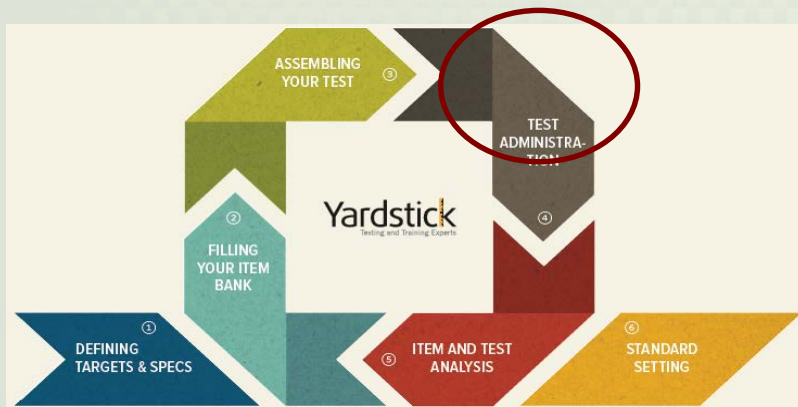 ASSEMBLING
YOUR TEST
③
TEST
ADMINISTRA-
TION
④
Yardstick
Testing and Training Experts
②
FILLING
YOUR ITEM
BANK
①
DEFINING
TARGETS & SPECS
⑤
ITEM AND TEST
ANALYSIS
⑥
STANDARD
SETTING